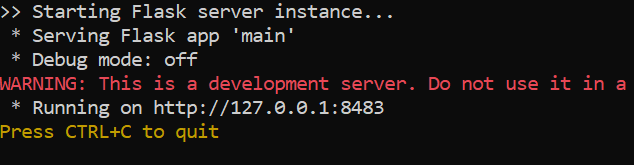 >> Starting Flask server instance...
 * Serving Flask app 'main'
 * Debug mode: off
WARNING: This is a development server. Do not use it in a
 * Running on http://127.0.0.1:8483
Press CTRL+C to quit